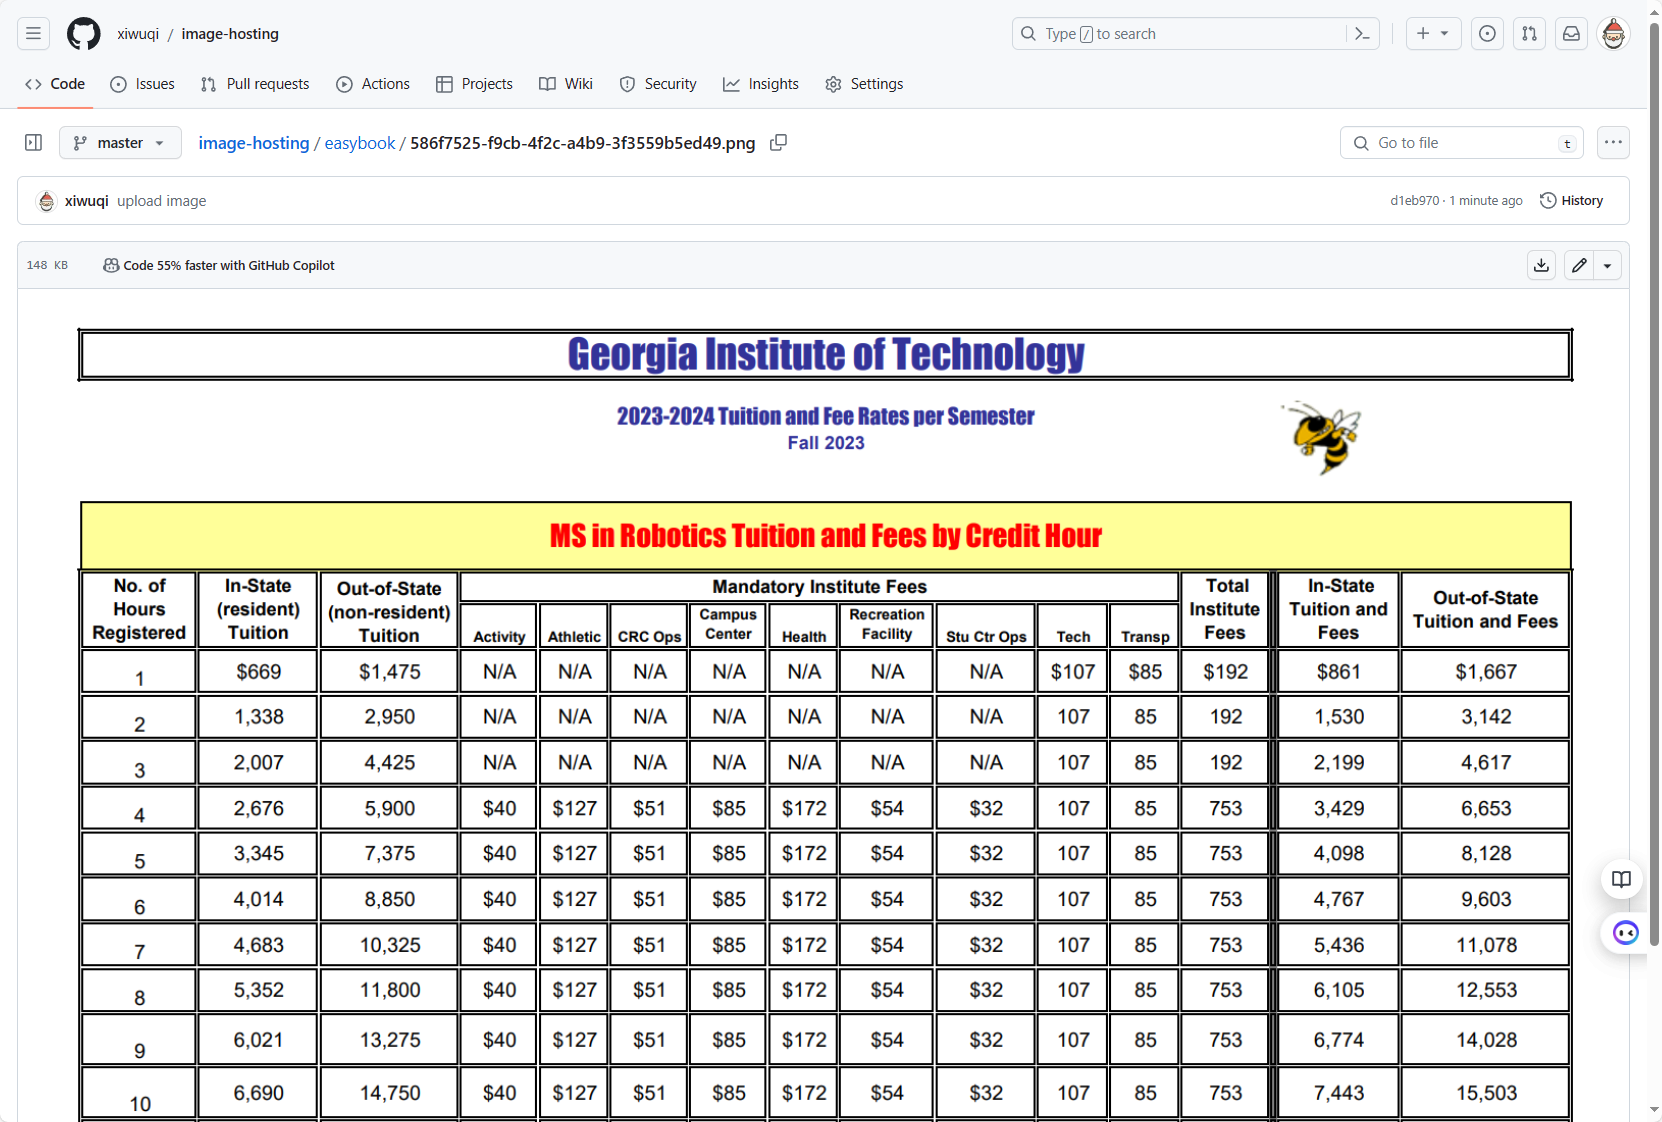 xiwuqi / image-hosting
Type / to search
Code Issues Pull requests Actions Projects Wiki Security Insights Settings
master image-hosting / easybook / 586f7525-f9cb-4f2c-a4b9-3f3559b5ed49.png Go to file t
xiwuqi upload image d1eb970 · 1 minute ago History
148 KB Code 55% faster with GitHub Copilot
Georgia Institute of Technology
2023-2024 Tuition and Fee Rates per Semester
Fall 2023
MS in Robotics Tuition and Fees by Credit Hour
No. of Hours Registered In-State (resident) Tuition Out-of-State (non-resident) Tuition Mandatory Institute Fees Total Institute Fees In-State Tuition and Fees Out-of-State Tuition and Fees
Activity Athletic CRC Ops Campus Center Health Recreation Facility Stu Ctr Ops Tech Transp
1 $669 $1,475 N/A N/A N/A N/A N/A N/A N/A $107 $85 $192 $861 $1,667
2 1,338 2,950 N/A N/A N/A N/A N/A N/A N/A 107 85 192 1,530 3,142
3 2,007 4,425 N/A N/A N/A N/A N/A N/A N/A 107 85 192 2,199 4,617
4 2,676 5,900 $40 $127 $51 $85 $172 $54 $32 107 85 753 3,429 6,653
5 3,345 7,375 $40 $127 $51 $85 $172 $54 $32 107 85 753 4,098 8,128
6 4,014 8,850 $40 $127 $51 $85 $172 $54 $32 107 85 753 4,767 9,603
7 4,683 10,325 $40 $127 $51 $85 $172 $54 $32 107 85 753 5,436 11,078
8 5,352 11,800 $40 $127 $51 $85 $172 $54 $32 107 85 753 6,105 12,553
9 6,021 13,275 $40 $127 $51 $85 $172 $54 $32 107 85 753 6,774 14,028
10 6,690 14,750 $40 $127 $51 $85 $172 $54 $32 107 85 753 7,443 15,503